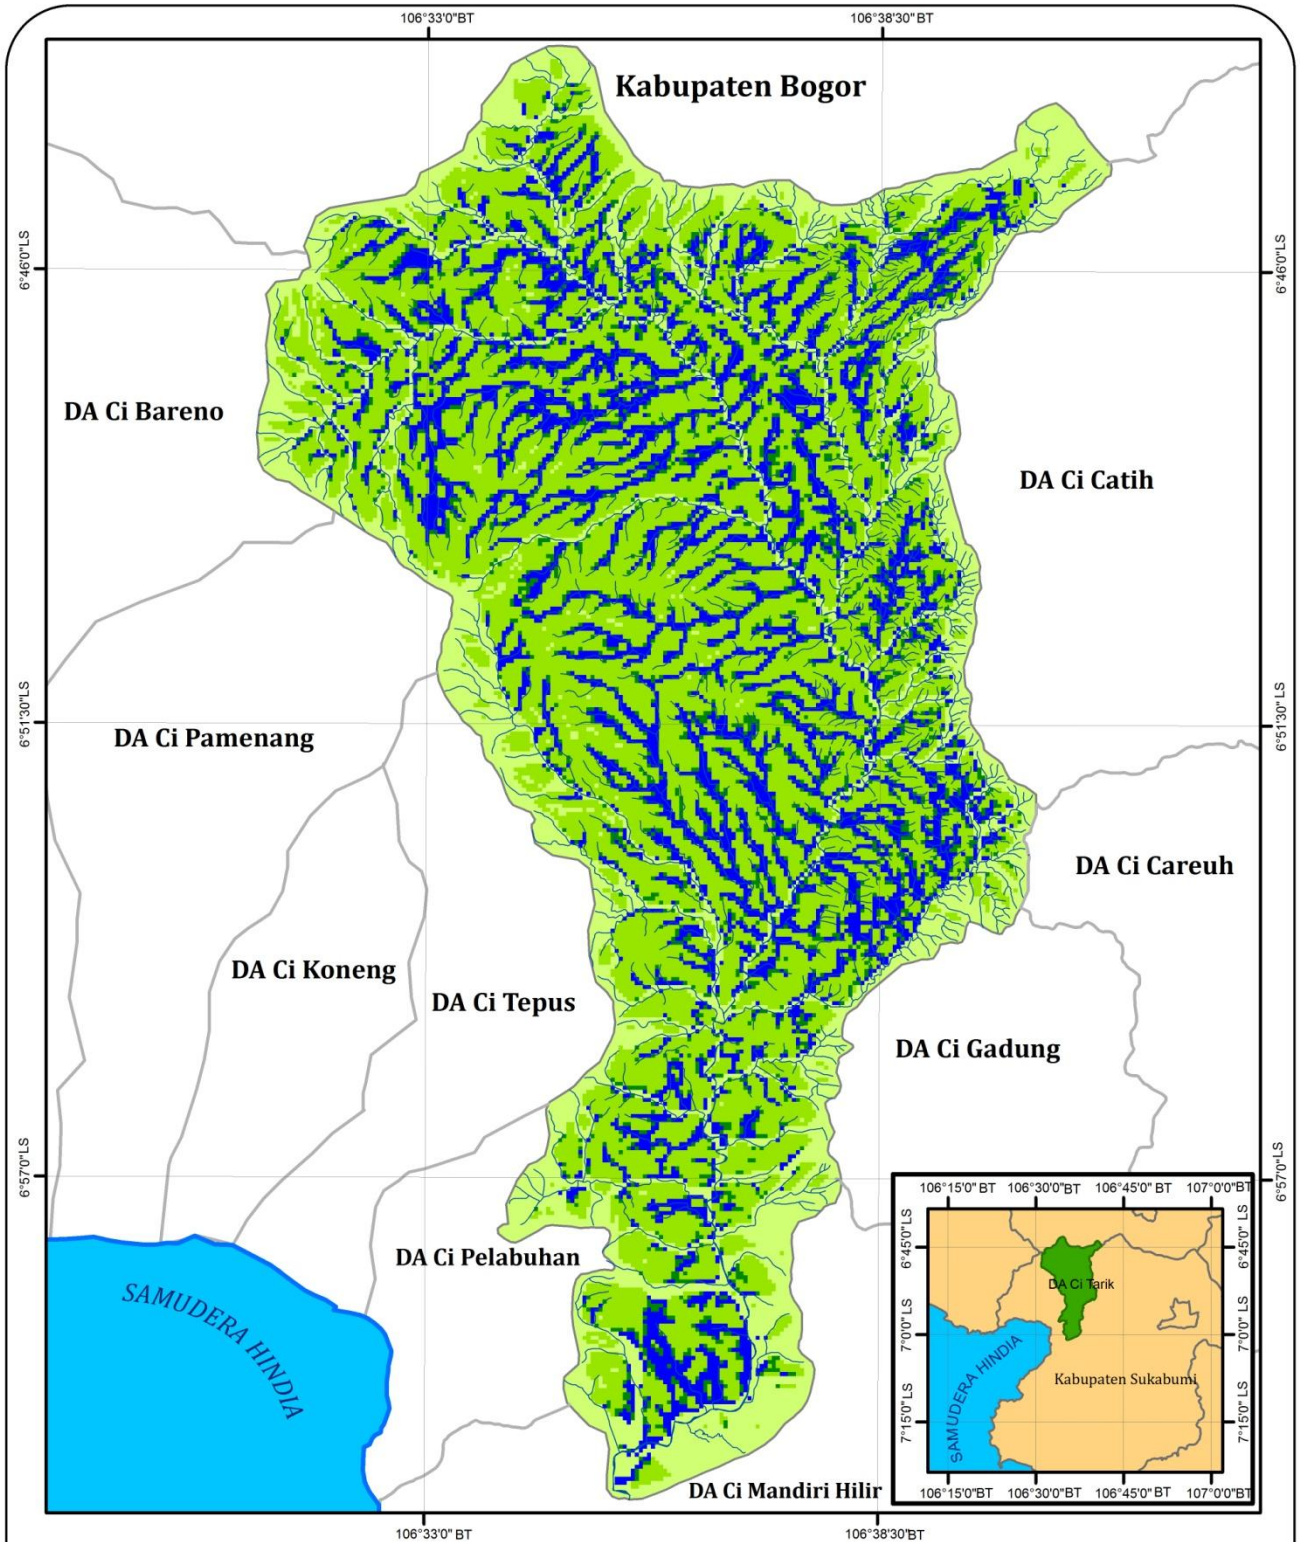 106°33'0"BT
106°38'30"BT
Kabupaten Bogor
6°46'0"LS
6°46'0"LS
DA Ci Bareno
DA Ci Catih
6°51'30"LS
6°51'30"LS
DA Ci Pamenang
DA Ci Careuh
DA Ci Koneng
DA Ci Tepus
DA Ci Gadung
6°57'0"LS
6°57'0"LS
DA Ci Pelabuhan
SAMUDERA HINDIA
DA Ci Mandiri Hilir
106°15'0"BT
106°30'0"BT
106°45'0"BT
107°0'0"BT
6°45'0"LS
6°45'0"LS
DA Ci Tarik
7°0'0"LS
7°0'0"LS
SAMUDERA HINDIA
Kabupaten Sukabumi
7°15'0"LS
7°15'0"LS
106°15'0"BT
106°30'0"BT
106°45'0"BT
107°0'0"BT
106°33'0"BT
106°38'30"BT